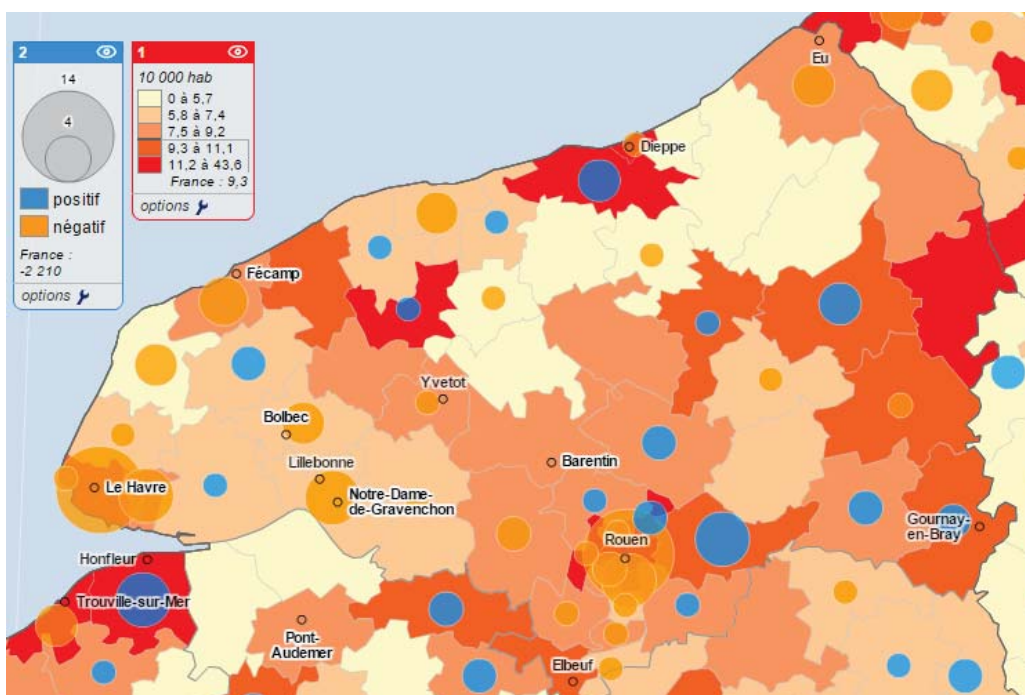 2
14
4
positif
négatif
France :
-2 210
options
1
10 000 hab
0 à 5,7
5,8 à 7,4
7,5 à 9,2
9,3 à 11,1
11,2 à 43,6
France : 9,3
options
Eu
Dieppe
Fécamp
Yvetot
Bolbec
Lillebonne
Barentin
Le Havre
Notre-Dame-
de-Gravenchon
Gournay-
en-Bray
Rouen
Honfleur
Trouville-sur-Mer
Pont-
Audemer
Elbeuf